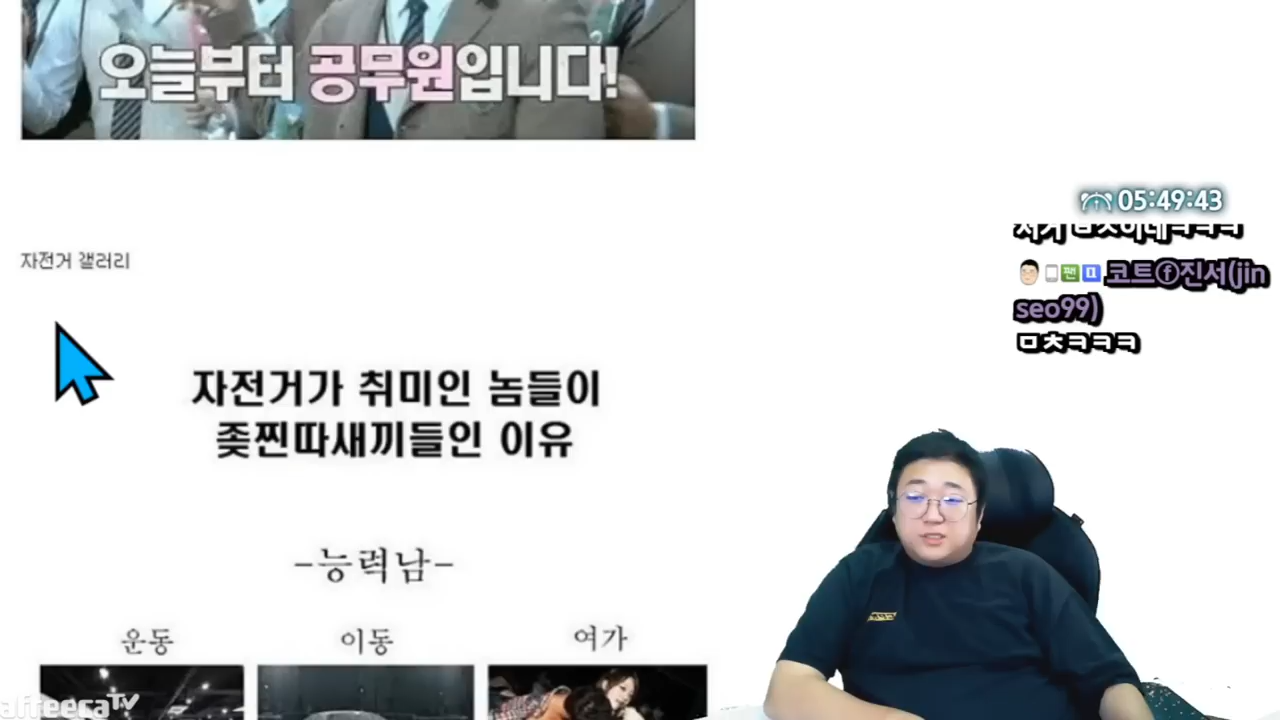 오늘부터 공무원입니다!
05:49:43
자전거 갤러리
코트ⓕ진서(jin
seo99)
ㅁㅊㅋㅋㅋ
자전거가 취미인 놈들이
좆찐따새끼들인 이유
-능력남-
운동 이동 여가
afreecaTV